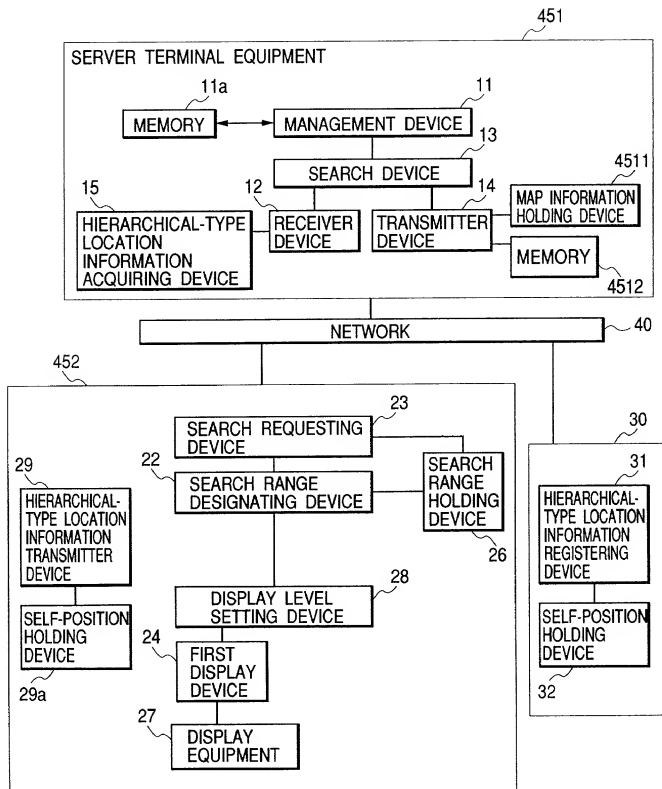 451
SERVER TERMINAL EQUIPMENT
11a
11
MEMORY
MANAGEMENT DEVICE
13
SEARCH DEVICE
4511
15
12
14
MAP INFORMATION
HOLDING DEVICE
HIERARCHICAL-TYPE
LOCATION
INFORMATION
ACQUIRING DEVICE
RECEIVER
DEVICE
TRANSMITTER
DEVICE
MEMORY
4512
NETWORK
40
452
23
SEARCH REQUESTING
DEVICE
30
29
22
31
HIERARCHICAL-
TYPE LOCATION
INFORMATION
TRANSMITTER
DEVICE
SEARCH RANGE
DESIGNATING DEVICE
SEARCH
RANGE
HOLDING
DEVICE
26
HIERARCHICAL-
TYPE LOCATION
INFORMATION
REGISTERING
DEVICE
28
SELF-POSITION
HOLDING
DEVICE
29a
DISPLAY LEVEL
SETTING DEVICE
SELF-POSITION
HOLDING
DEVICE
32
24
FIRST
DISPLAY
DEVICE
27
DISPLAY
EQUIPMENT